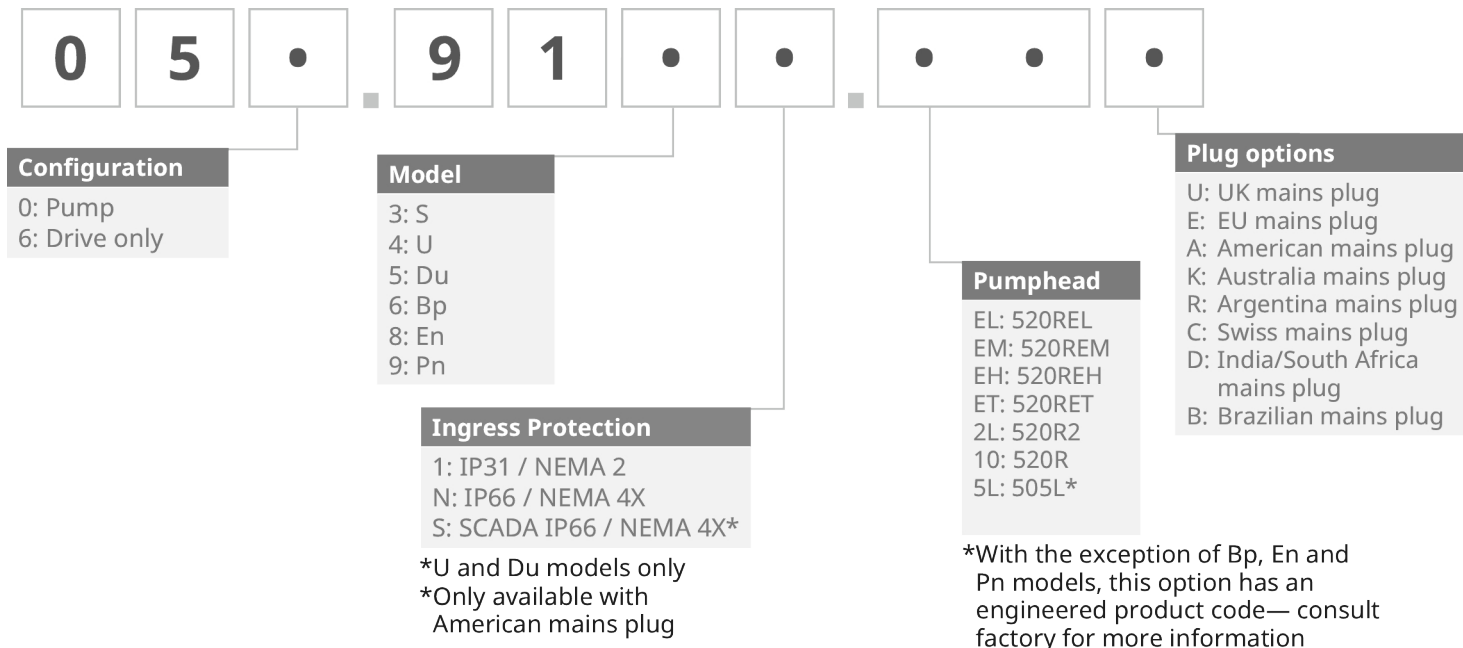 0 5 • . 9 1 • • . • • •
Configuration
0: Pump
6: Drive only
Model
3: S
4: U
5: Du
6: Bp
8: En
9: Pn
Ingress Protection
1: IP31 / NEMA 2
N: IP66 / NEMA 4X
S: SCADA IP66 / NEMA 4X*
*U and Du models only
*Only available with
American mains plug
Pumphead
EL: 520REL
EM: 520REM
EH: 520REH
ET: 520RET
2L: 520R2
10: 520R
5L: 505L*
*With the exception of Bp, En and
Pn models, this option has an
engineered product code— consult
factory for more information
Plug options
U: UK mains plug
E: EU mains plug
A: American mains plug
K: Australia mains plug
R: Argentina mains plug
C: Swiss mains plug
D: India/South Africa
mains plug
B: Brazilian mains plug